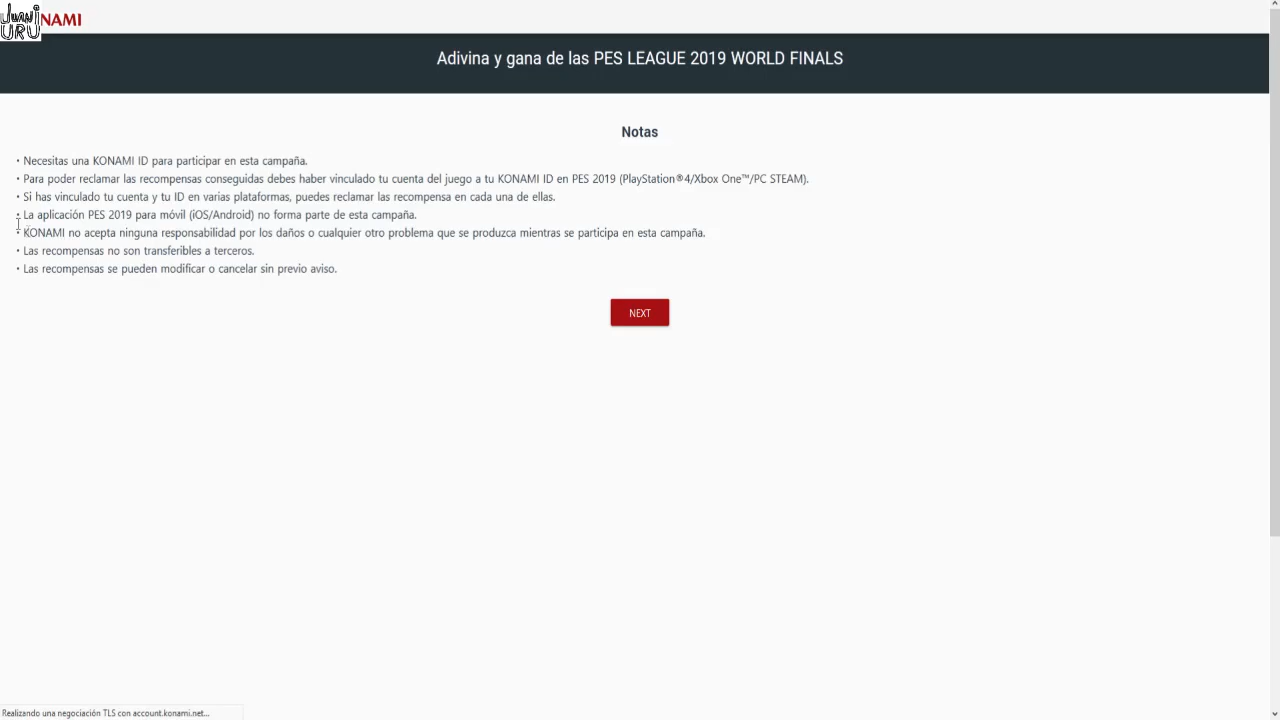 Juani
URU
NAMI
Adivina y gana de las PES LEAGUE 2019 WORLD FINALS
Notas
• Necesitas una KONAMI ID para participar en esta campaña.
• Para poder reclamar las recompensas conseguidas debes haber vinculado tu cuenta del juego a tu KONAMI ID en PES 2019 (PlayStation®4/Xbox One™/PC STEAM).
• Si has vinculado tu cuenta y tu ID en varias plataformas, puedes reclamar las recompensa en cada una de ellas.
• La aplicación PES 2019 para móvil (iOS/Android) no forma parte de esta campaña.
• KONAMI no acepta ninguna responsabilidad por los daños o cualquier otro problema que se produzca mientras se participa en esta campaña.
• Las recompensas no son transferibles a terceros.
• Las recompensas se pueden modificar o cancelar sin previo aviso.
NEXT
Realizando una negociación TLS con account.konami.net...